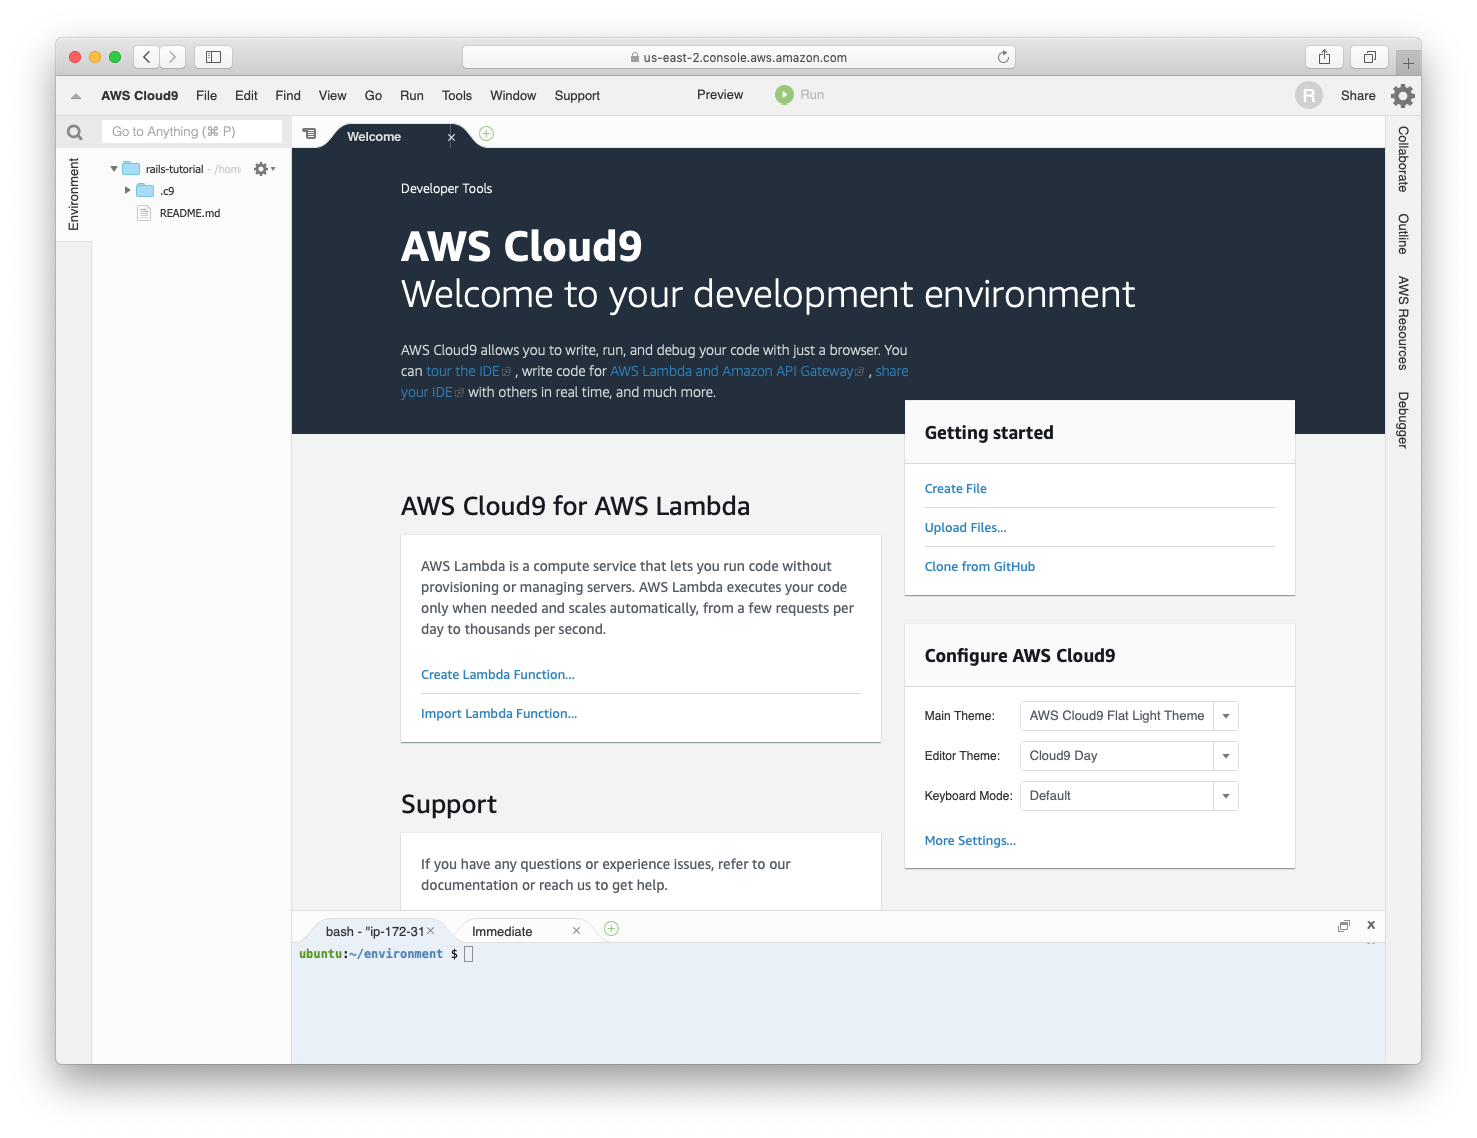 us-east-2.console.aws.amazon.com
AWS Cloud9 File Edit Find View Go Run Tools Window Support Preview Run R Share
Go to Anything (⌘ P)
Welcome
Environment
rails-tutorial - /hom
.c9
README.md
Developer Tools
AWS Cloud9
Welcome to your development environment
AWS Cloud9 allows you to write, run, and debug your code with just a browser. You
can tour the IDE , write code for AWS Lambda and Amazon API Gateway , share
your IDE with others in real time, and much more.
Getting started
Create File
Upload Files...
Clone from GitHub
AWS Cloud9 for AWS Lambda
AWS Lambda is a compute service that lets you run code without
provisioning or managing servers. AWS Lambda executes your code
only when needed and scales automatically, from a few requests per
day to thousands per second.
Create Lambda Function...
Import Lambda Function...
Configure AWS Cloud9
Main Theme: AWS Cloud9 Flat Light Theme
Editor Theme: Cloud9 Day
Keyboard Mode: Default
More Settings...
Support
If you have any questions or experience issues, refer to our
documentation or reach us to get help.
Collaborate
Outline
AWS Resources
Debugger
bash - "ip-172-31 Immediate
ubuntu:~/environment $